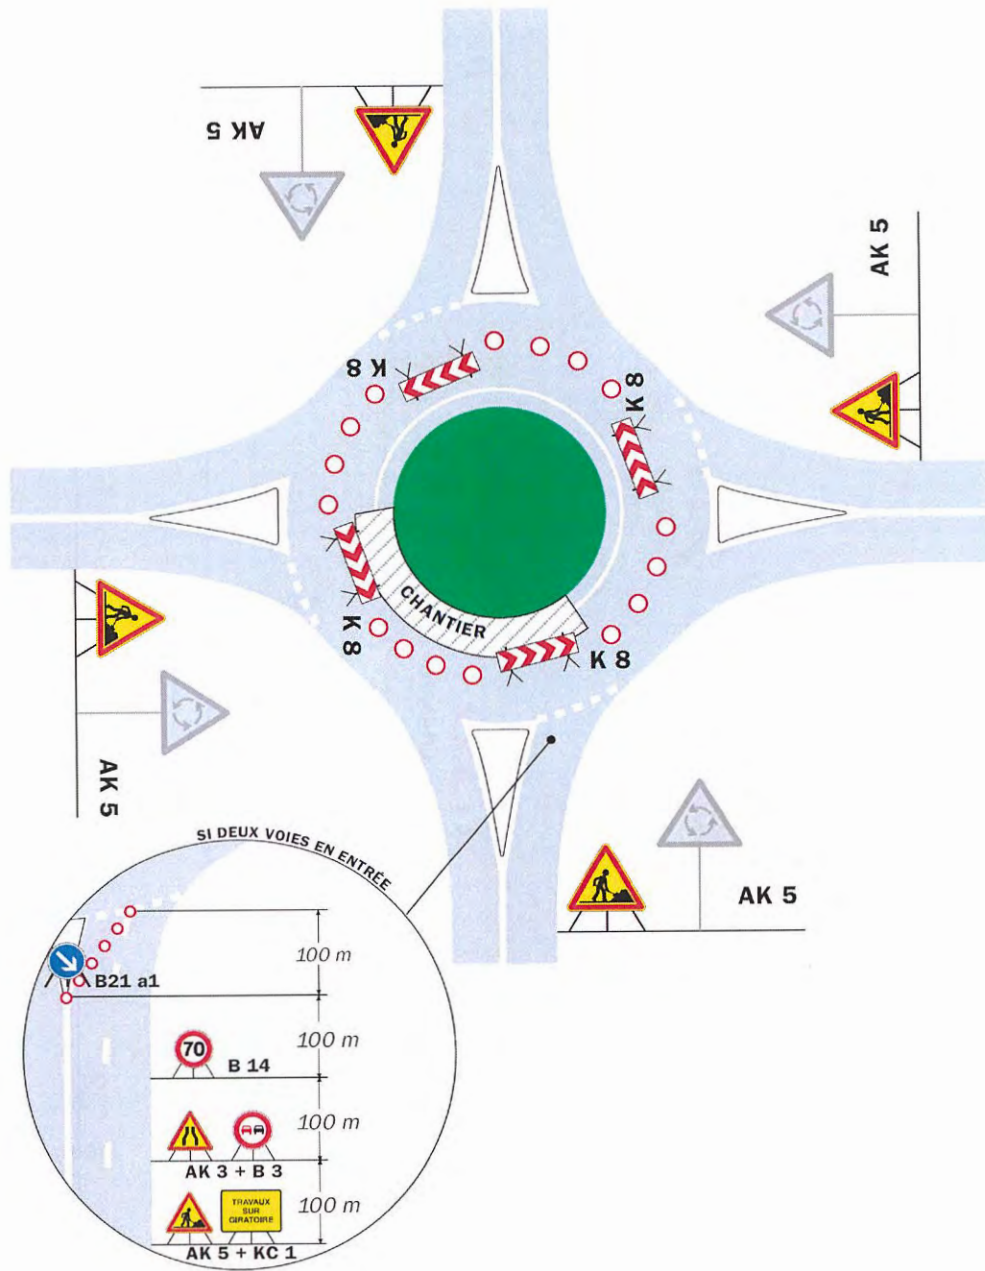 AK 5
AK 5
K 8
K 8
CHANTIER
K 8
K 8
AK 5
AK 5
SI DEUX VOIES EN ENTRÉE
100 m
B21 a1
100 m
70
B 14
100 m
AK 3 + B 3
TRAVAUX
SUR
GIRATOIRE
100 m
AK 5 + KC 1